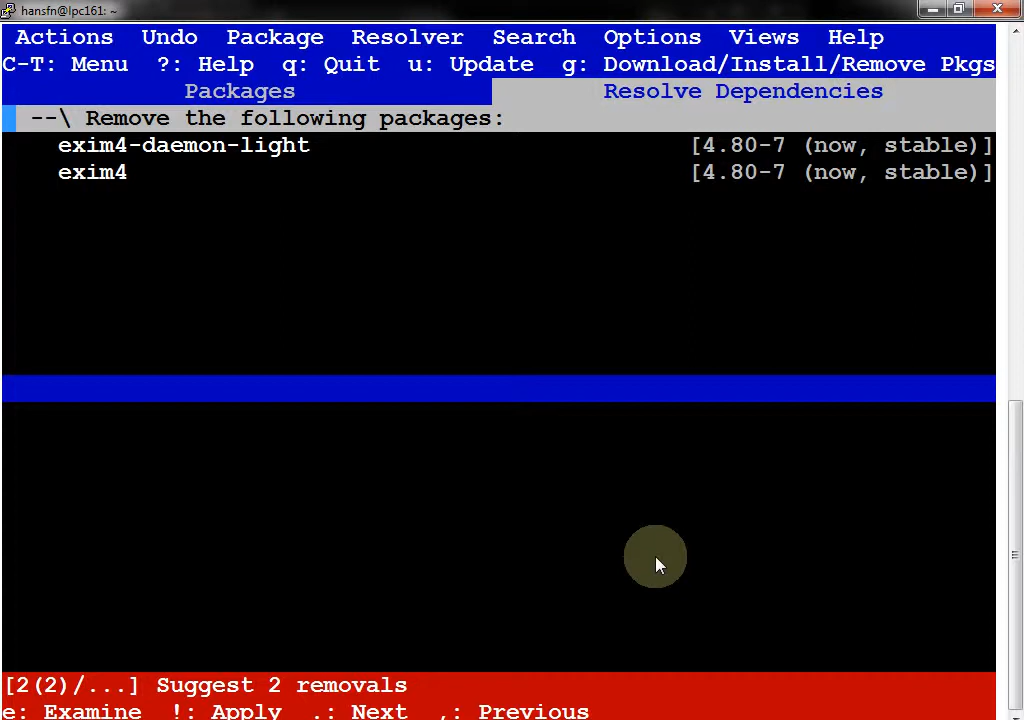 hansfn@lpc161: ~
Actions Undo Package Resolver Search Options Views Help
C-T: Menu ?: Help q: Quit u: Update g: Download/Install/Remove Pkgs
Packages Resolve Dependencies
--\ Remove the following packages:
exim4-daemon-light [4.80-7 (now, stable)]
exim4 [4.80-7 (now, stable)]
[2(2)/...] Suggest 2 removals
e: Examine !: Apply .: Next ,: Previous